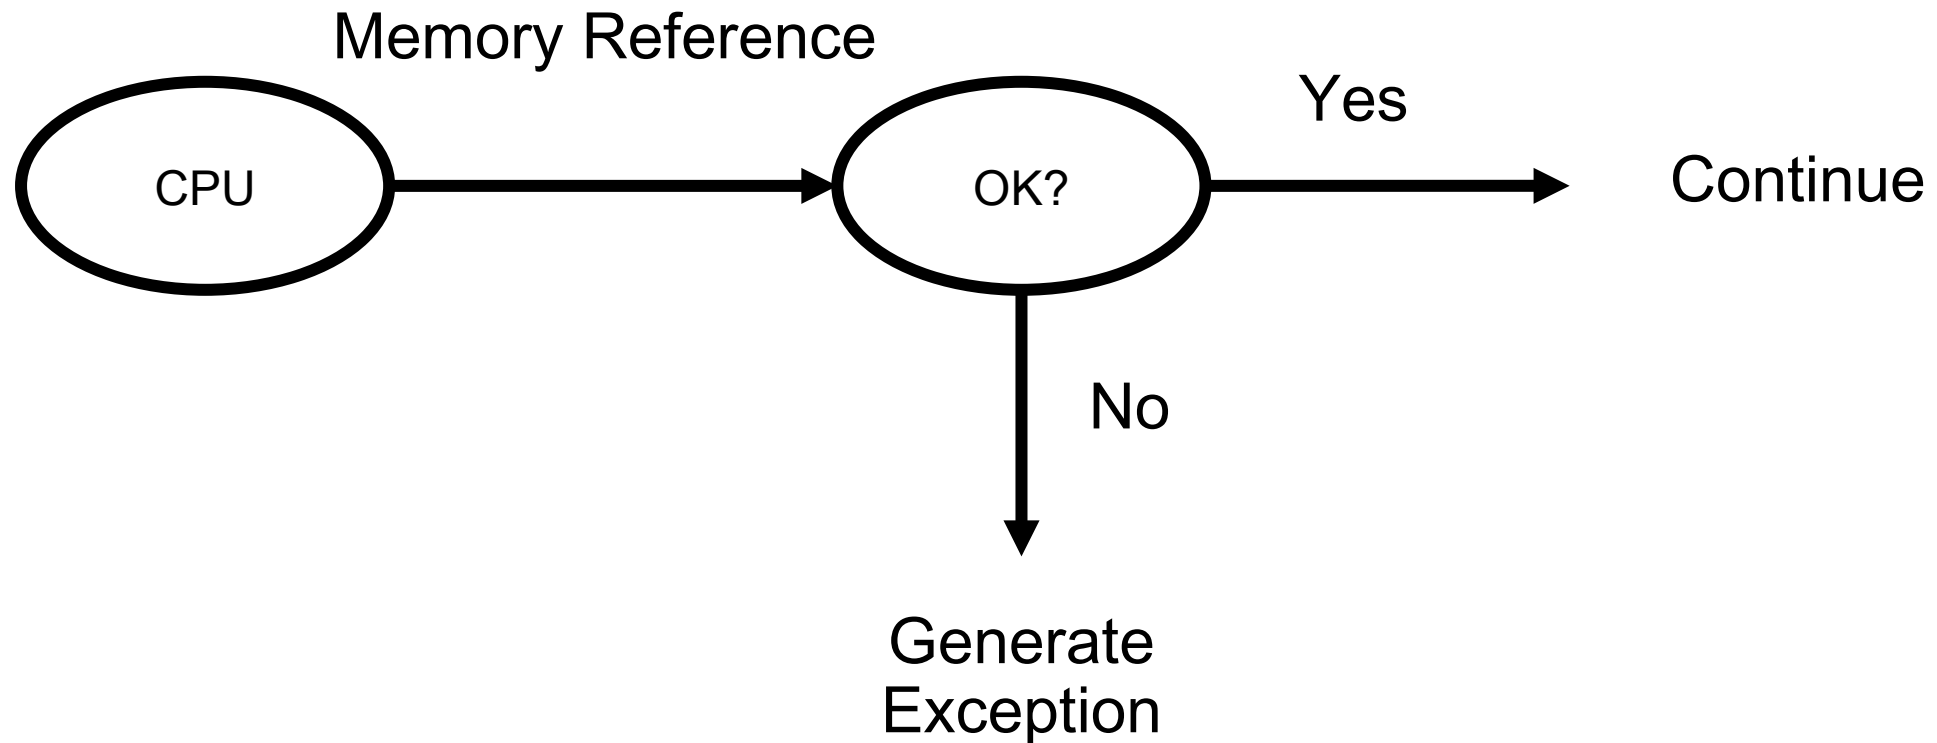 Memory Reference
Yes
CPU
OK?
Continue
No
Generate
Exception